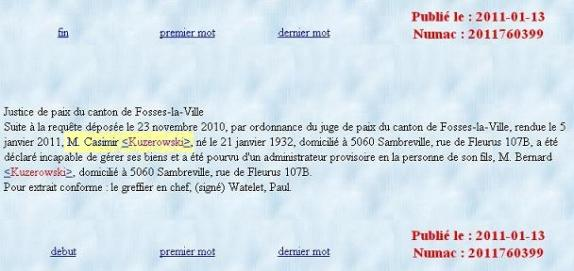 Publié le : 2011-01-13
fin premier mot dernier mot Numac : 2011760399
Justice de paix du canton de Fosses-la-Ville
Suite à la requête déposée le 23 novembre 2010, par ordonnance du juge de paix du canton de Fosses-la-Ville, rendue le 5
janvier 2011, M. Casimir <Kuzerowski>, né le 21 janvier 1932, domicilié à 5060 Sambreville, rue de Fleurus 107B, a été
déclaré incapable de gérer ses biens et a été pourvu d'un administrateur provisoire en la personne de son fils, M. Bernard
<Kuzerowski>, domicilié à 5060 Sambreville, rue de Fleurus 107B.
Pour extrait conforme : le greffier en chef, (signé) Watelet, Paul.
Publié le : 2011-01-13
debut premier mot dernier mot Numac : 2011760399